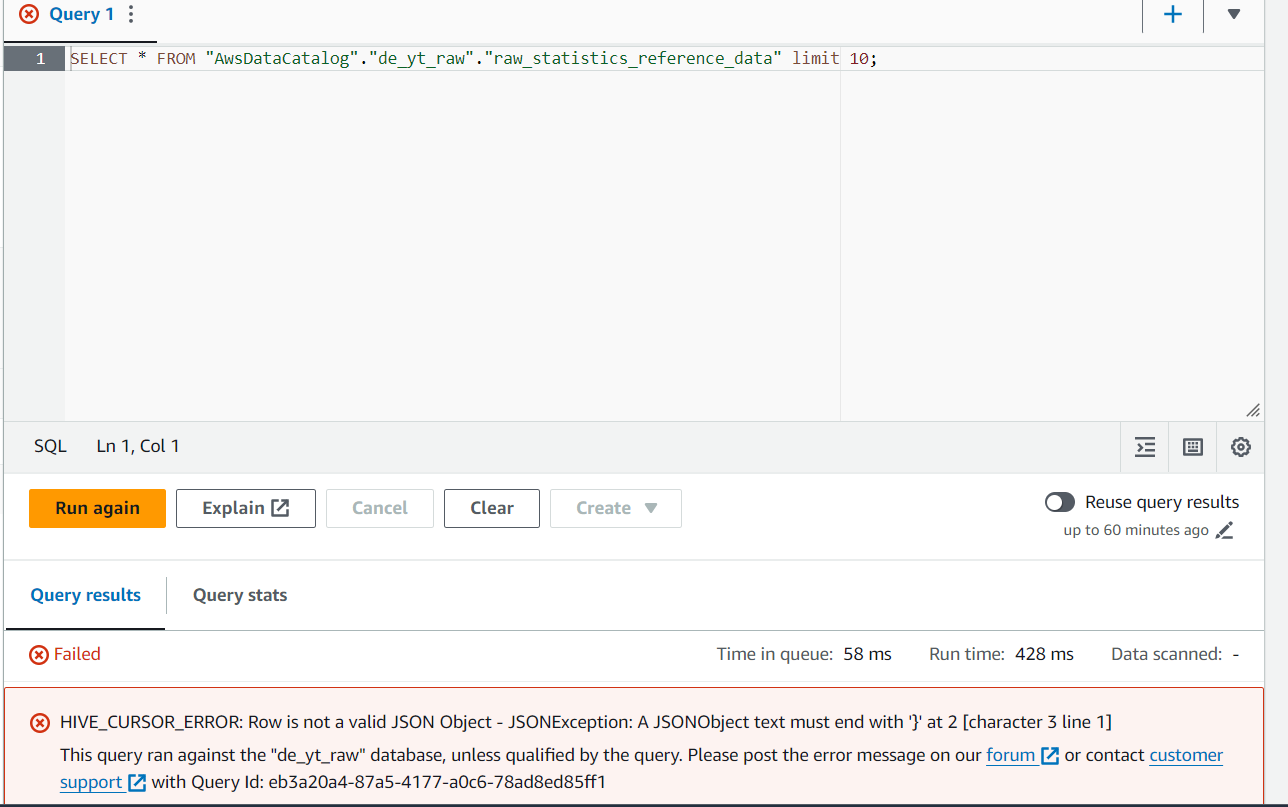 Query 1
1 SELECT * FROM "AwsDataCatalog"."de_yt_raw"."raw_statistics_reference_data" limit 10;
SQL Ln 1, Col 1
Run again Explain Cancel Clear Create Reuse query results
up to 60 minutes ago
Query results Query stats
Failed Time in queue: 58 ms Run time: 428 ms Data scanned: -
HIVE_CURSOR_ERROR: Row is not a valid JSON Object - JSONException: A JSONObject text must end with '}' at 2 [character 3 line 1]
This query ran against the "de_yt_raw" database, unless qualified by the query. Please post the error message on our forum or contact customer
support with Query Id: eb3a20a4-87a5-4177-a0c6-78ad8ed85ff1